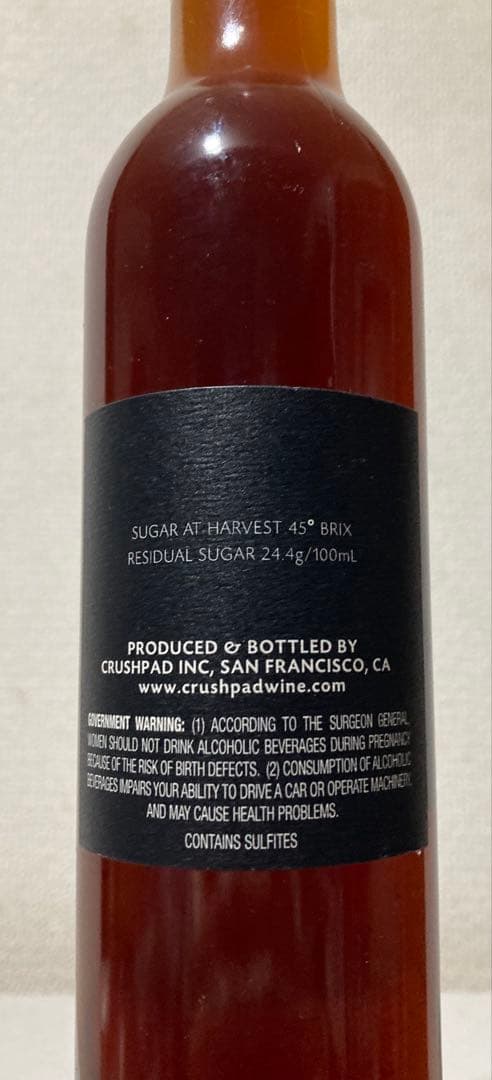 SUGAR AT HARVEST 45° BRIX
RESIDUAL SUGAR 24.4g/100mL
PRODUCED & BOTTLED BY
CRUSHPAD INC, SAN FRANCISCO, CA
www.crushpadwine.com
GOVERNMENT WARNING: (1) ACCORDING TO THE SURGEON GENERAL,
WOMEN SHOULD NOT DRINK ALCOHOLIC BEVERAGES DURING PREGNANCY
BECAUSE OF THE RISK OF BIRTH DEFECTS. (2) CONSUMPTION OF ALCOHOLIC
BEVERAGES IMPAIRS YOUR ABILITY TO DRIVE A CAR OR OPERATE MACHINERY,
AND MAY CAUSE HEALTH PROBLEMS.
CONTAINS SULFITES